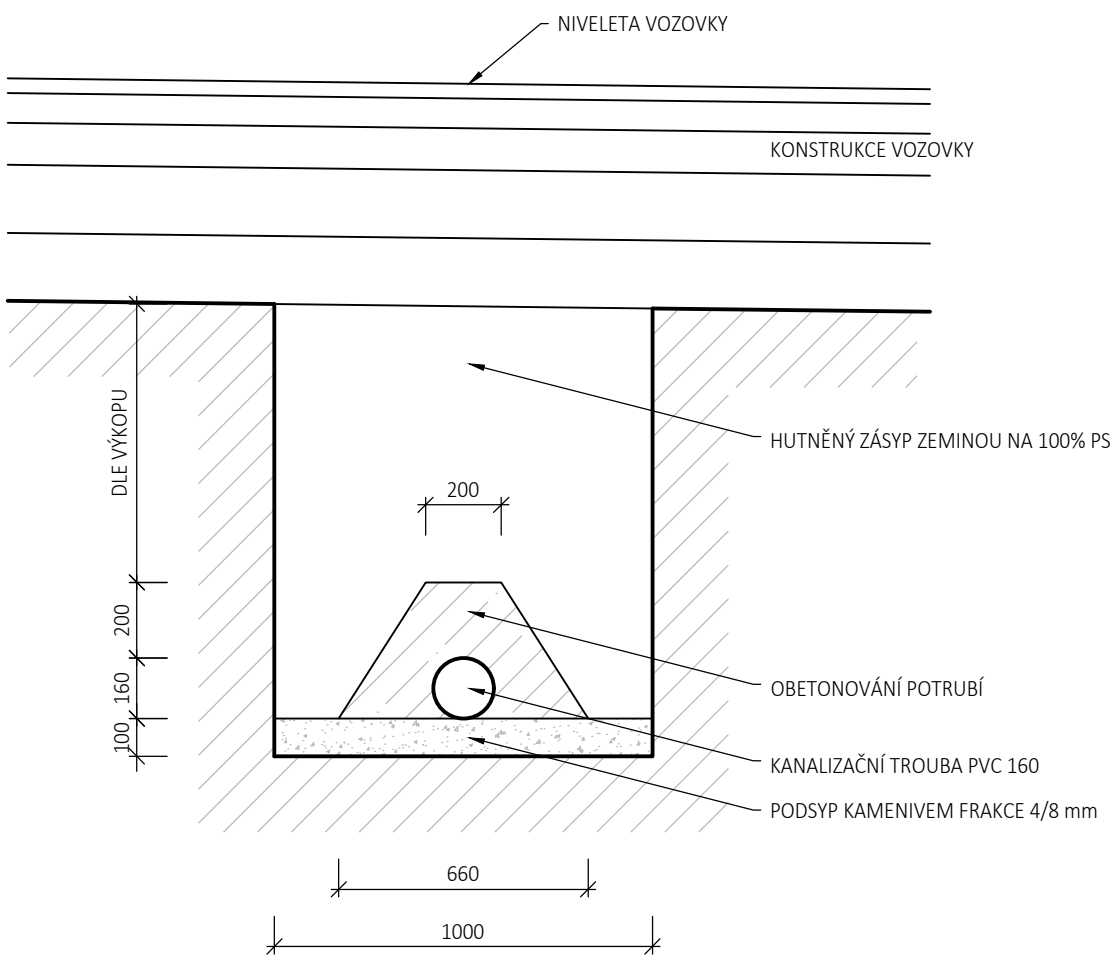 NIVELETA VOZOVKY
KONSTRUKCE VOZOVKY
DLE VÝKOPU
HUTNĚNÝ ZÁSYP ZEMINOU NA 100% PS
200
200
160
100
OBETONOVÁNÍ POTRUBÍ
KANALIZAČNÍ TROUBA PVC 160
PODSYP KAMENIVEM FRAKCE 4/8 mm
660
1000